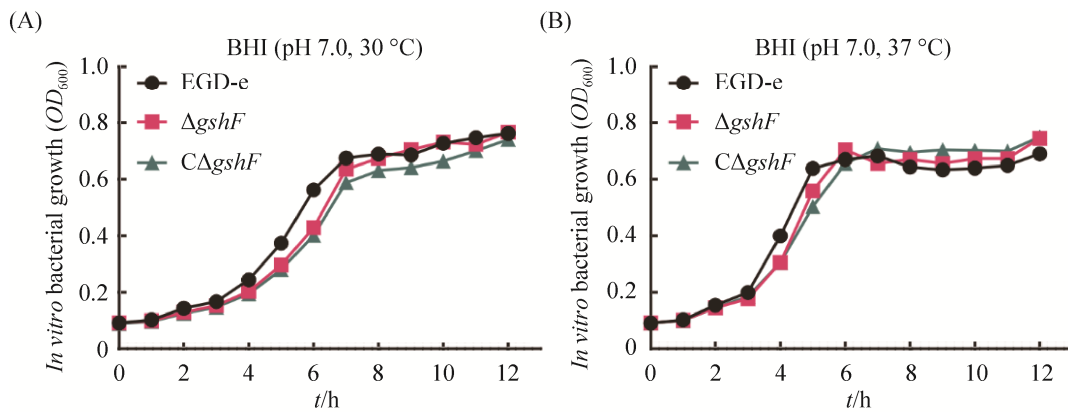 (A)
BHI (pH 7.0, 30 °C)
In vitro bacterial growth (OD600)
1.0
0.8
0.6
0.4
0.2
0
EGD-e
ΔgshF
CΔgshF
0 2 4 6 8 10 12
t/h
(B)
BHI (pH 7.0, 37 °C)
In vitro bacterial growth (OD600)
1.0
0.8
0.6
0.4
0.2
0
EGD-e
ΔgshF
CΔgshF
0 2 4 6 8 10 12
t/h